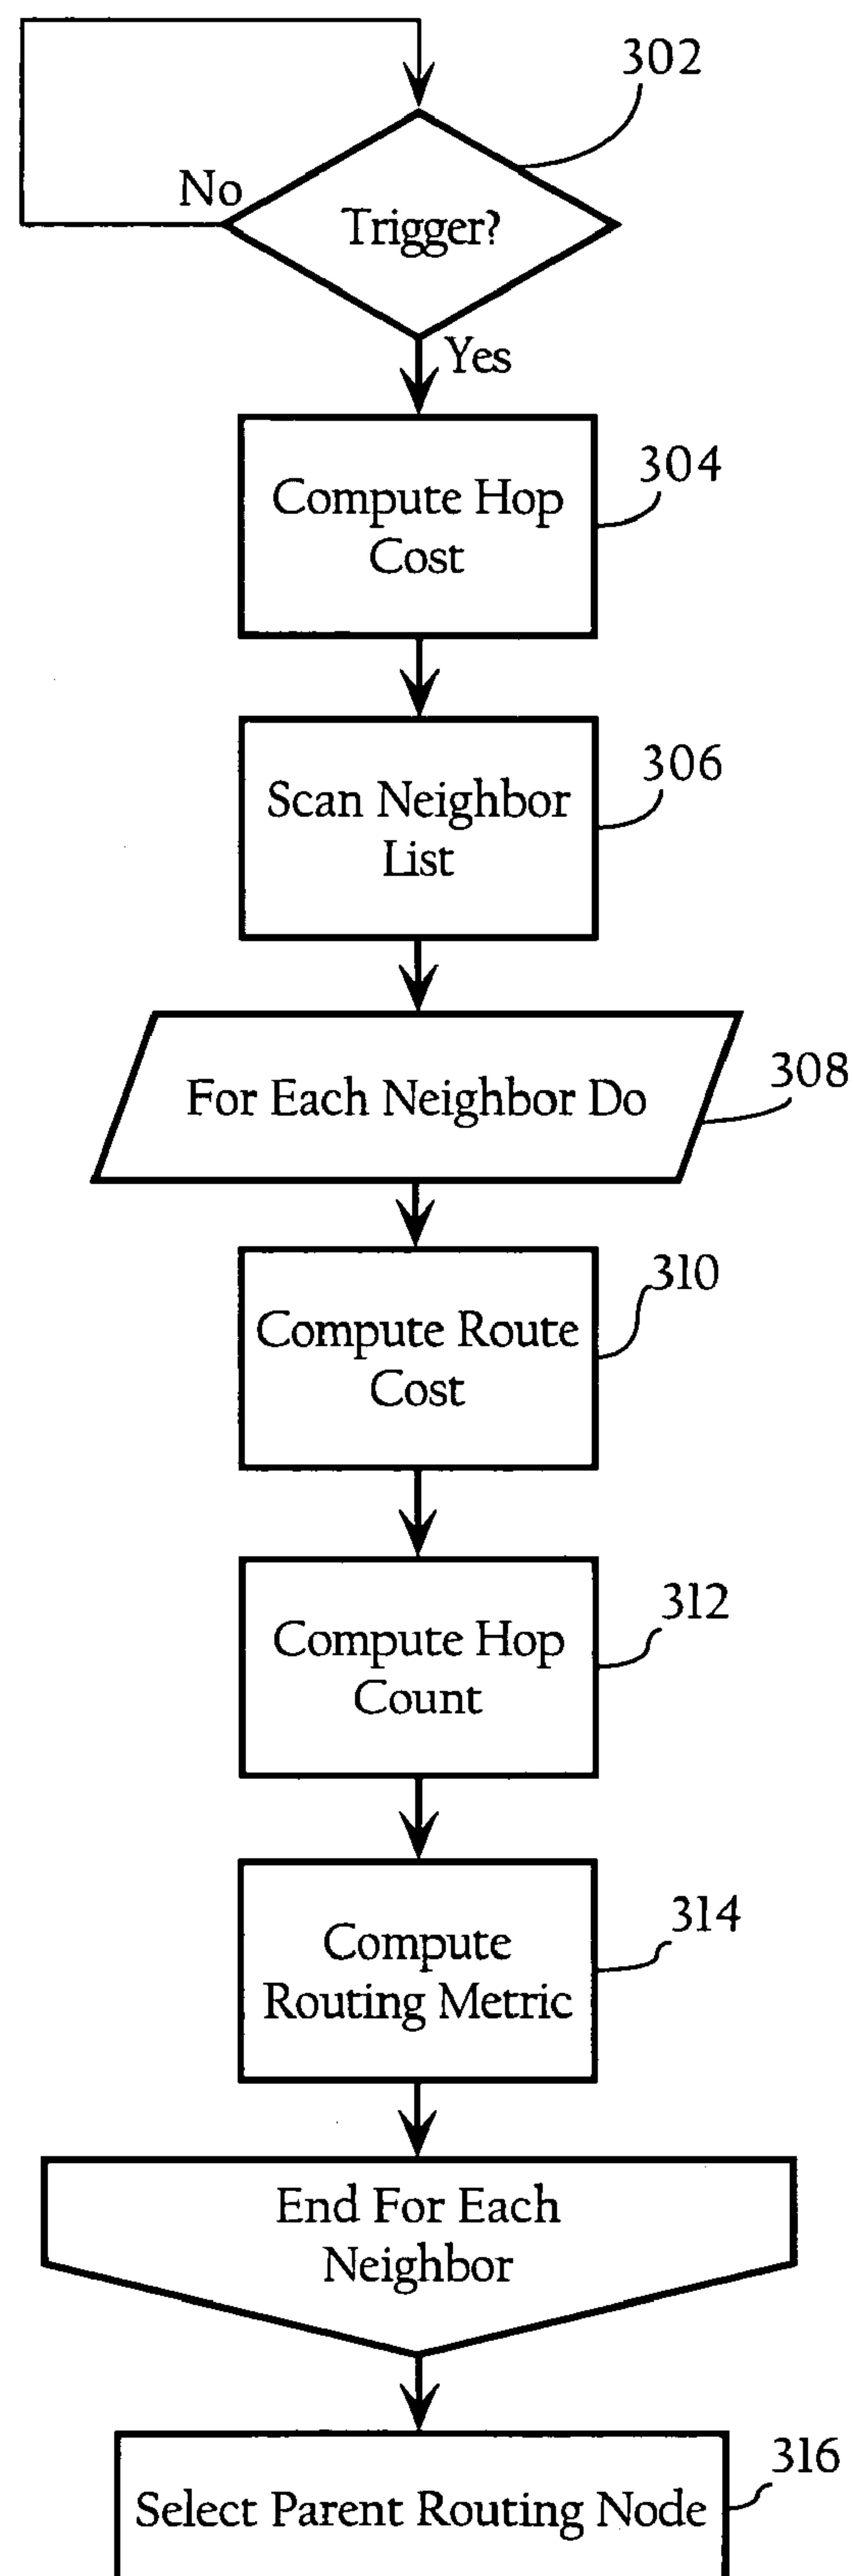 302
No
Trigger?
Yes
304
Compute Hop
Cost
306
Scan Neighbor
List
308
For Each Neighbor Do
310
Compute Route
Cost
312
Compute Hop
Count
314
Compute
Routing Metric
End For Each
Neighbor
316
Select Parent Routing Node